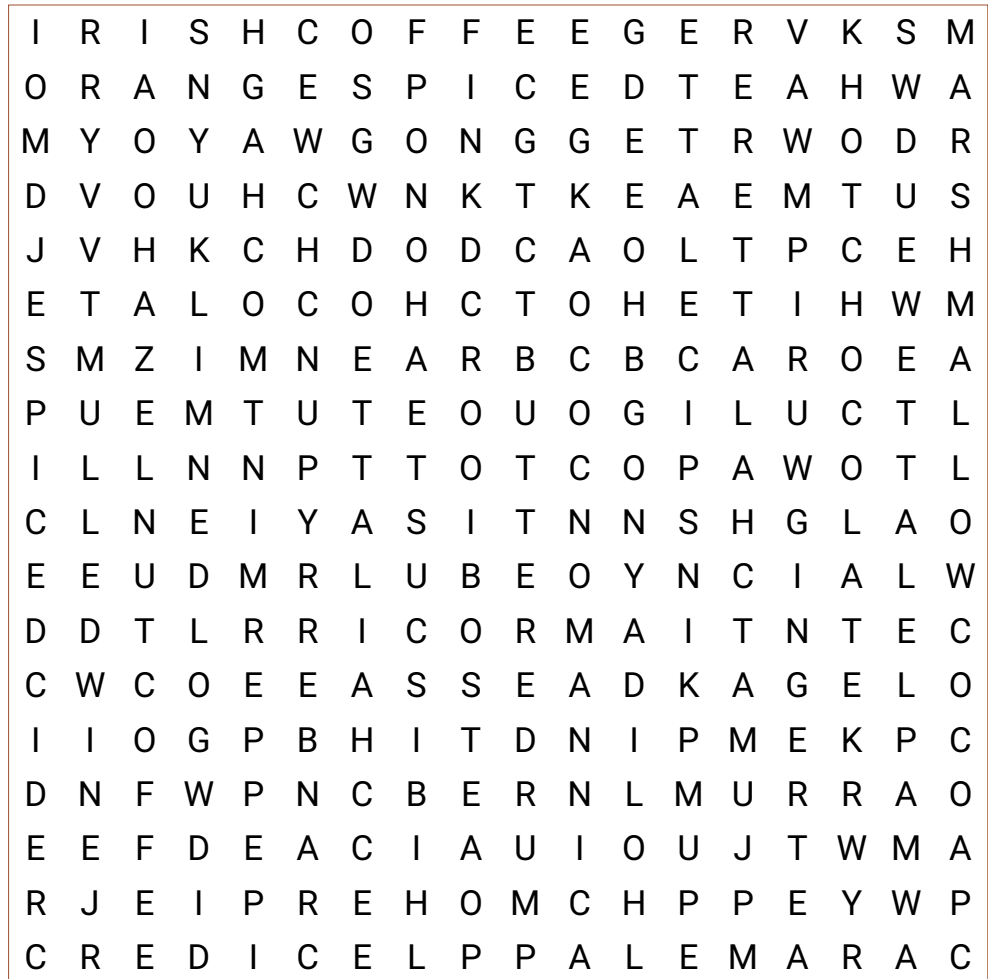 I R I S H C O F F E E G E R V K S M
O R A N G E S P I C E D T E A H W A
M Y O Y A W G O N G G E T R W O D R
D V O U H C W N K T K E A E M T U S
J V H K C H D O D C A O L T P C E H
E T A L O C O H C T O H E T I H W M
S M Z I M N E A R B C B C A R O E A
P U E M T U T E O U O G I L U C T L
I L L N N P T T O T C O P A W O T L
C L N E I Y A S I T N N S H G L A O
E E U D M R L U B E O Y N C I A L W
D D T L R R I C O R M A I T N T E C
C W C O E E A S S E A D K A G E L O
I I O G P B H I T D N I P M E K P C
D N F W P N C B E R N L M U R R A O
E E F D E A C I A U I O U J T W M A
R J E I P R E H O M C H P P E Y W P
C R E D I C E L P P A L E M A R A C